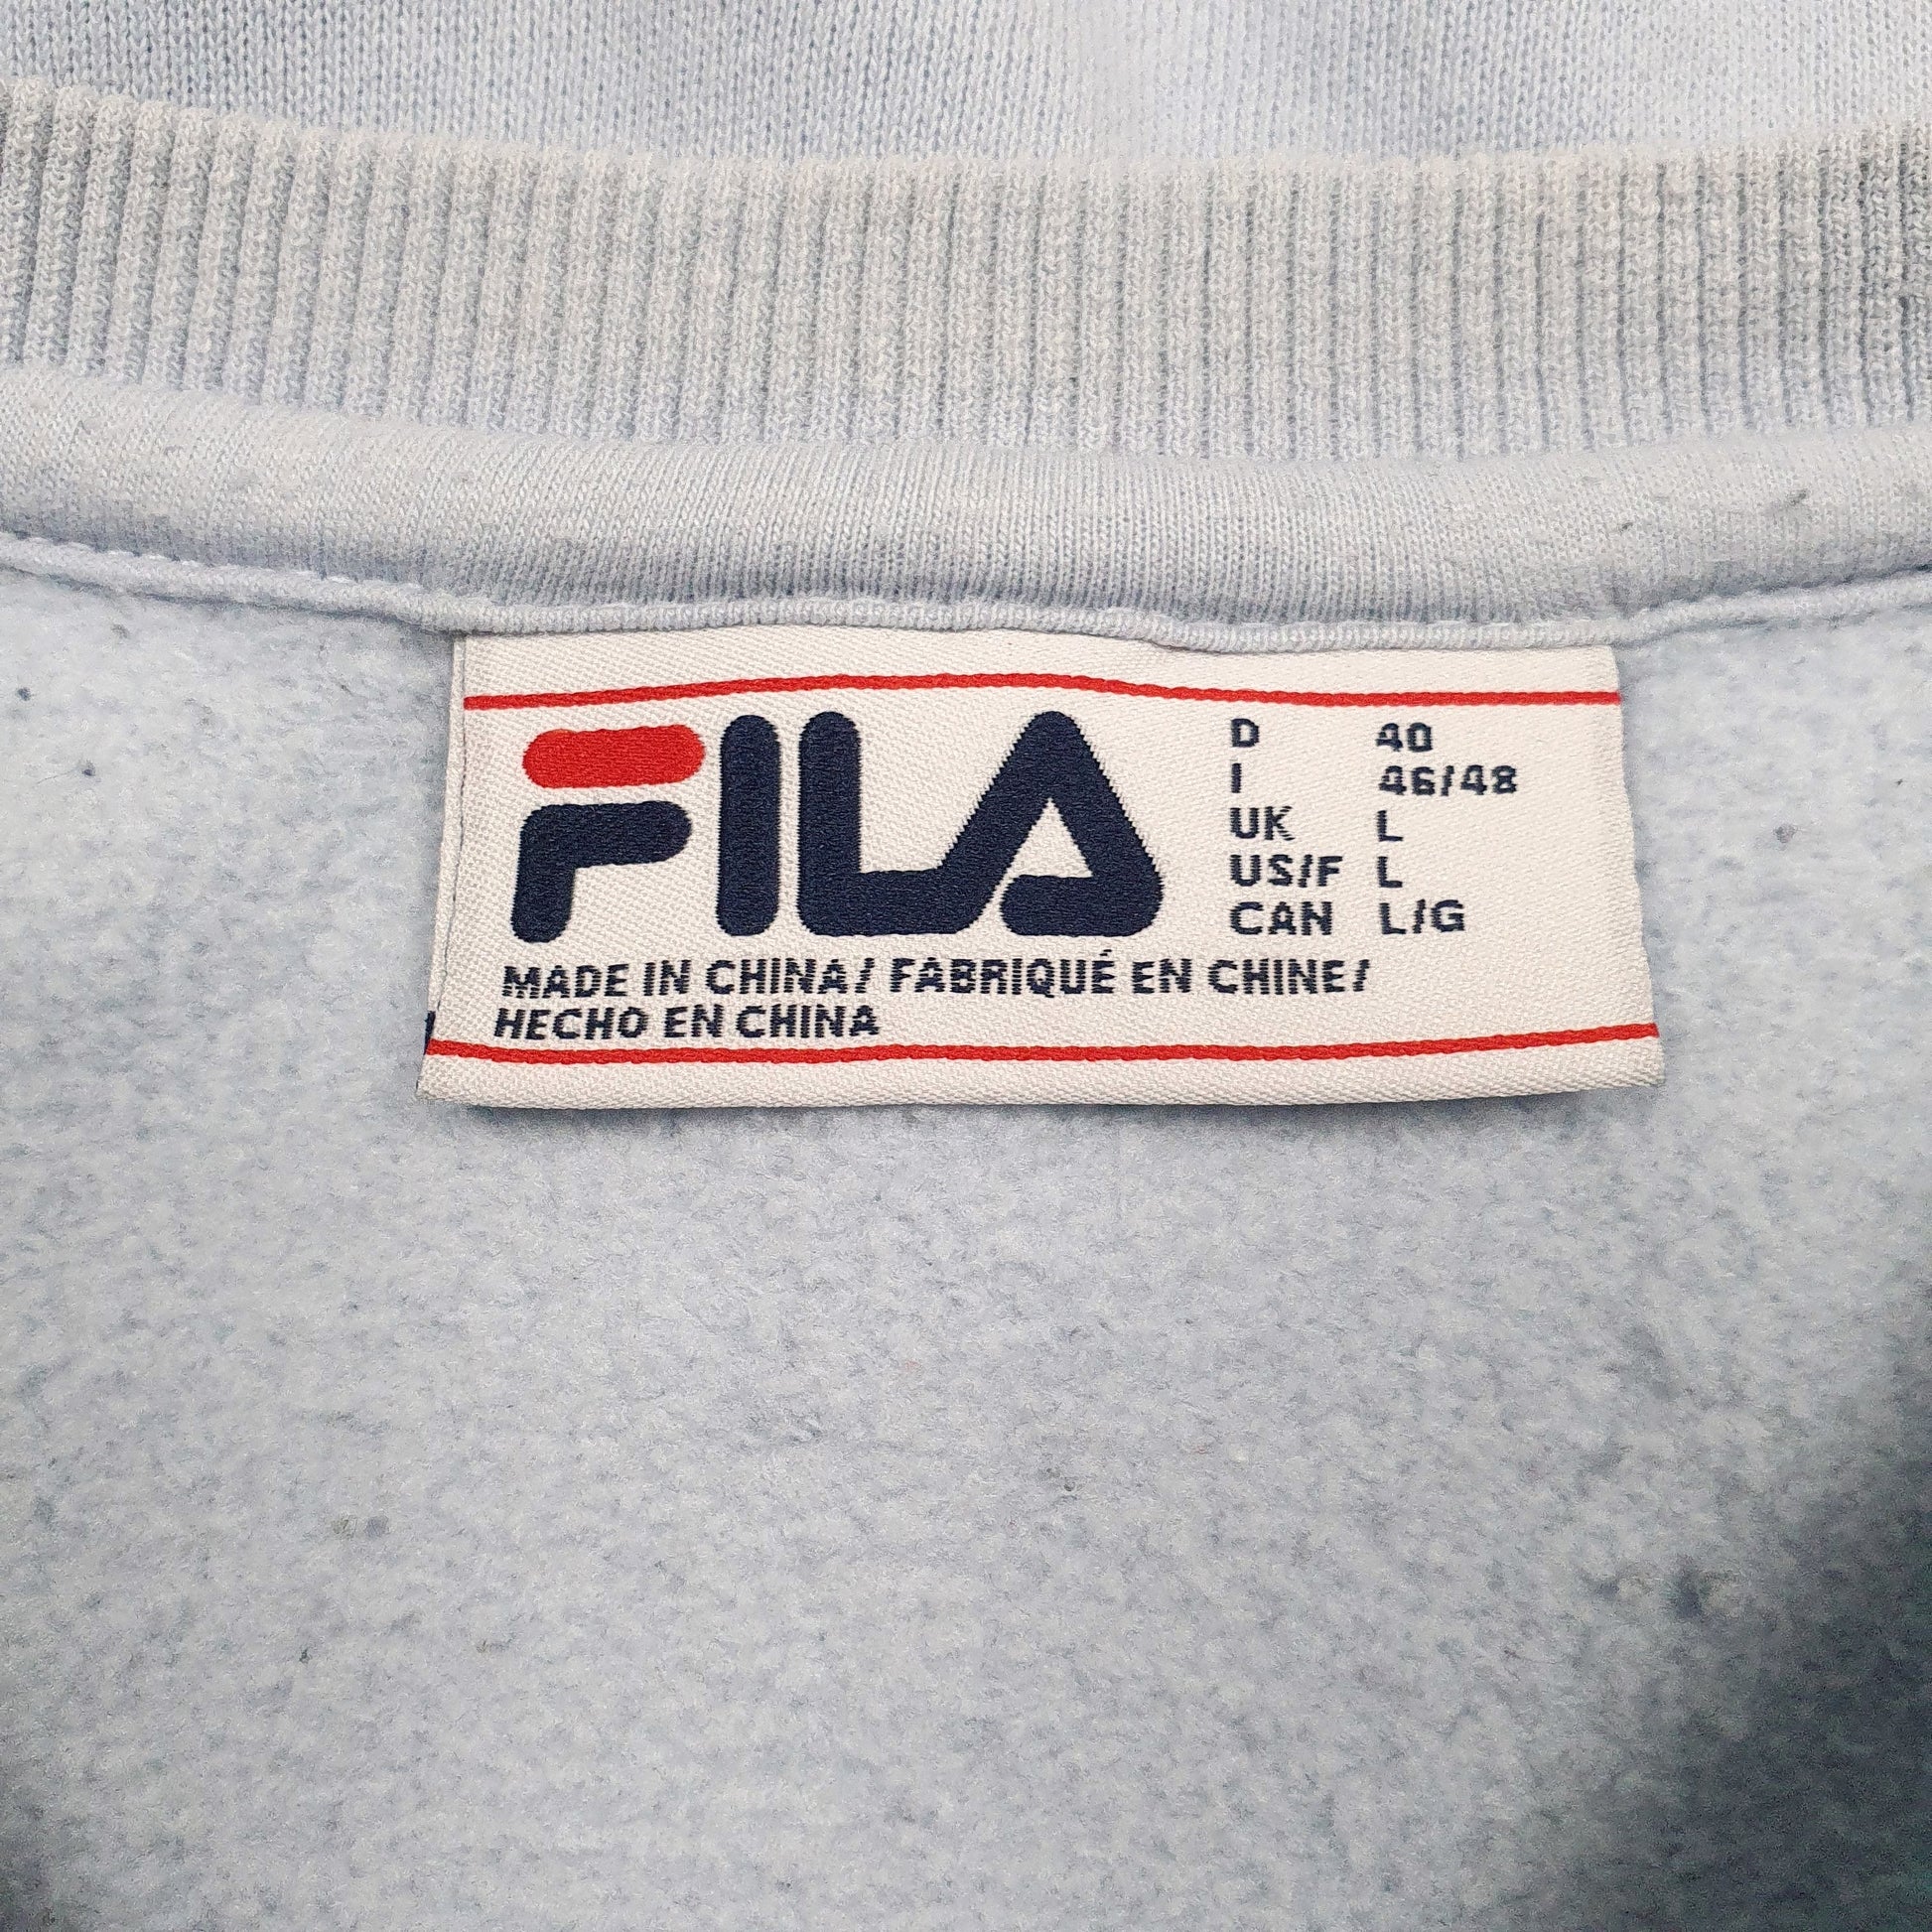 FILA
D 40
I 46/48
UK L
US/F L
CAN L/G
MADE IN CHINA/ FABRIQUÉ EN CHINE/
HECHO EN CHINA